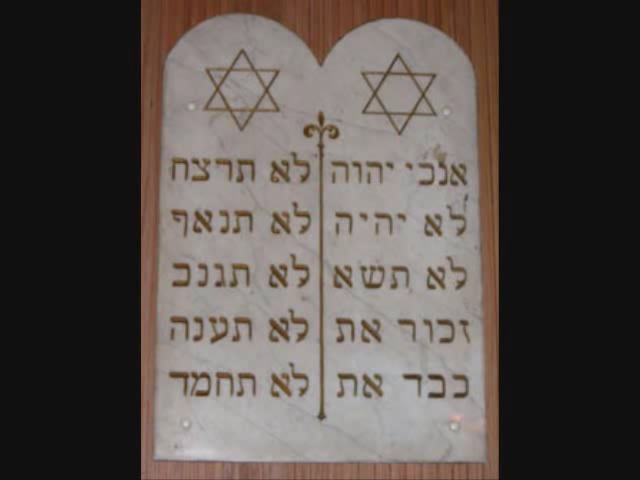 אנכי יהוה
לא יהיה
לא תשא
זכור את
כבד את
לא תרצח
לא תנאף
לא תגנב
לא תענה
לא תחמד